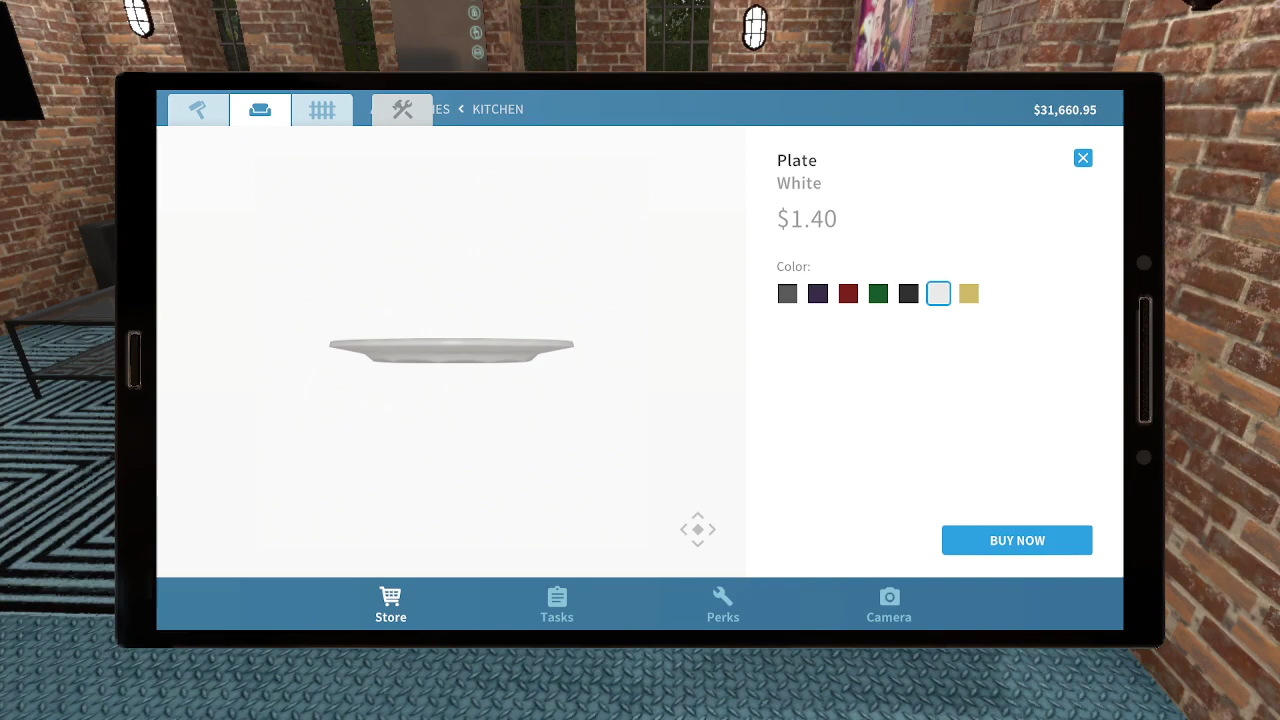 KITCHEN
$31,660.95
Plate
White
$1.40
Color:
BUY NOW
Store
Tasks
Perks
Camera